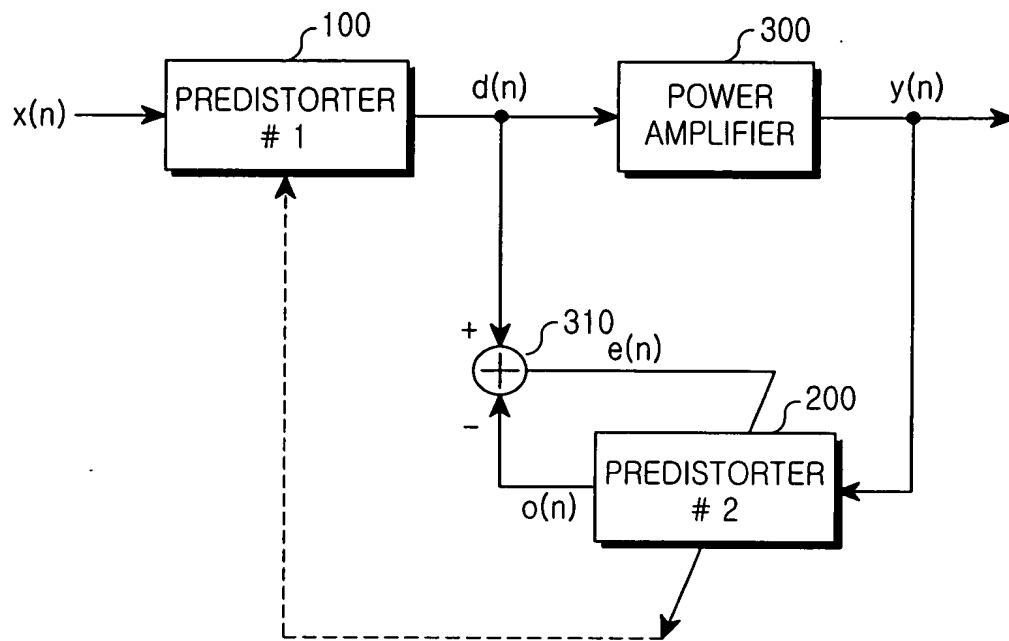 100
300
x(n)
PREDISTORTER
# 1
d(n)
POWER
AMPLIFIER
y(n)
+
310
e(n)
-
200
o(n)
PREDISTORTER
# 2